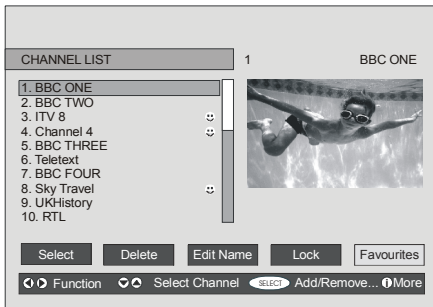 CHANNEL LIST
1 BBC ONE
1. BBC ONE
2. BBC TWO
3. ITV 8
4. Channel 4
5. BBC THREE
6. Teletext
7. BBC FOUR
8. Sky Travel
9. UKHistory
10. RTL
Select Delete Edit Name Lock Favourites
Function Select Channel SELECT Add/Remove... i More